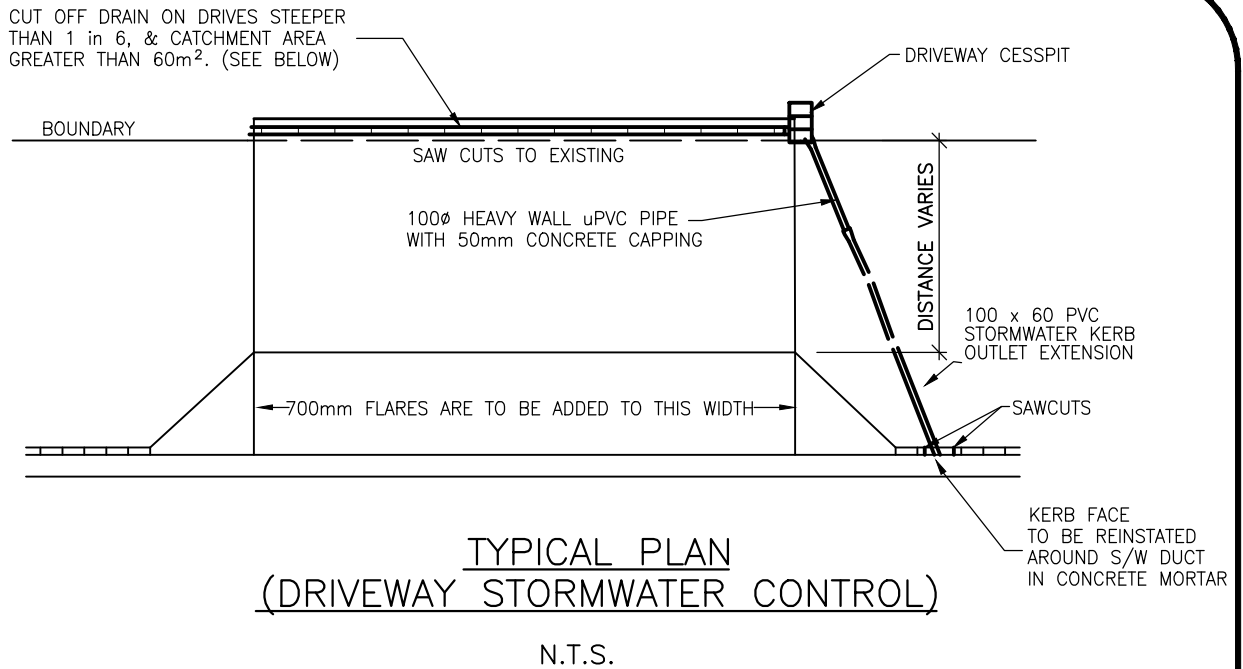 CUT OFF DRAIN ON DRIVES STEEPER
THAN 1 in 6, & CATCHMENT AREA
GREATER THAN 60m². (SEE BELOW)
DRIVEWAY CESSPIT
BOUNDARY
SAW CUTS TO EXISTING
100ø HEAVY WALL uPVC PIPE
WITH 50mm CONCRETE CAPPING
DISTANCE VARIES
100 x 60 PVC
STORMWATER KERB
OUTLET EXTENSION
700mm FLARES ARE TO BE ADDED TO THIS WIDTH
SAWCUTS
KERB FACE
TO BE REINSTATED
AROUND S/W DUCT
IN CONCRETE MORTAR
TYPICAL PLAN
(DRIVEWAY STORMWATER CONTROL)
N.T.S.